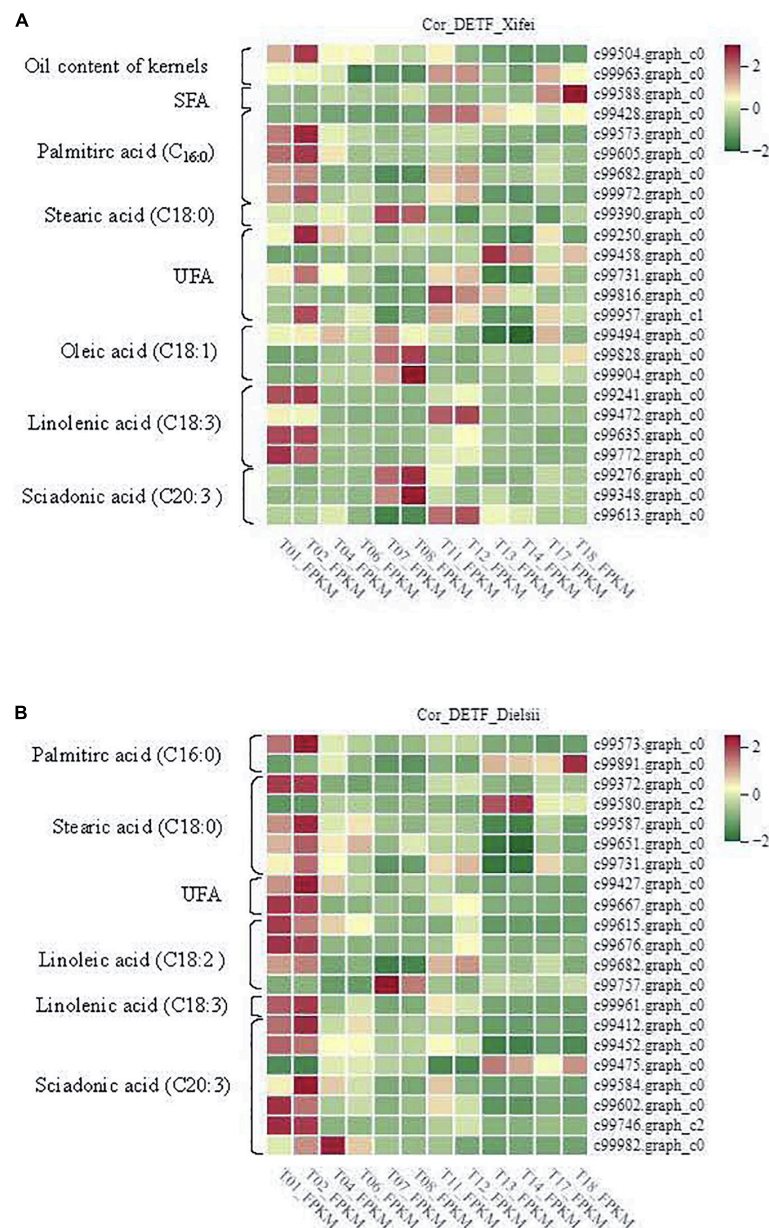 A
Cor_DETF_Xifei
Oil content of kernels
SFA
Palmitirc acid (C16:0)
Stearic acid (C18:0)
UFA
Oleic acid (C18:1)
Linolenic acid (C18:3)
Sciadonic acid (C20:3 )
c99504.graph_c0
c99963.graph_c0
c99588.graph_c0
c99428.graph_c0
c99573.graph_c0
c99605.graph_c0
c99682.graph_c0
c99972.graph_c0
c99390.graph_c0
c99250.graph_c0
c99458.graph_c0
c99731.graph_c0
c99816.graph_c0
c99957.graph_c1
c99494.graph_c0
c99828.graph_c0
c99904.graph_c0
c99241.graph_c0
c99472.graph_c0
c99635.graph_c0
c99772.graph_c0
c99276.graph_c0
c99348.graph_c0
c99613.graph_c0
2
0
−2
T01_FPKM
T02_FPKM
T04_FPKM
T06_FPKM
T07_FPKM
T08_FPKM
T11_FPKM
T12_FPKM
T13_FPKM
T14_FPKM
T17_FPKM
T18_FPKM
B
Cor_DETF_Dielsii
Palmitirc acid (C16:0)
Stearic acid (C18:0)
UFA
Linoleic acid (C18:2 )
Linolenic acid (C18:3)
Sciadonic acid (C20:3)
c99573.graph_c0
c99891.graph_c0
c99372.graph_c0
c99580.graph_c2
c99587.graph_c0
c99651.graph_c0
c99731.graph_c0
c99427.graph_c0
c99667.graph_c0
c99615.graph_c0
c99676.graph_c0
c99682.graph_c0
c99757.graph_c0
c99961.graph_c0
c99412.graph_c0
c99452.graph_c0
c99475.graph_c0
c99584.graph_c0
c99602.graph_c0
c99746.graph_c2
c99982.graph_c0
2
0
−2
T01_FPKM
T02_FPKM
T04_FPKM
T06_FPKM
T07_FPKM
T08_FPKM
T11_FPKM
T12_FPKM
T13_FPKM
T14_FPKM
T17_FPKM
T18_FPKM